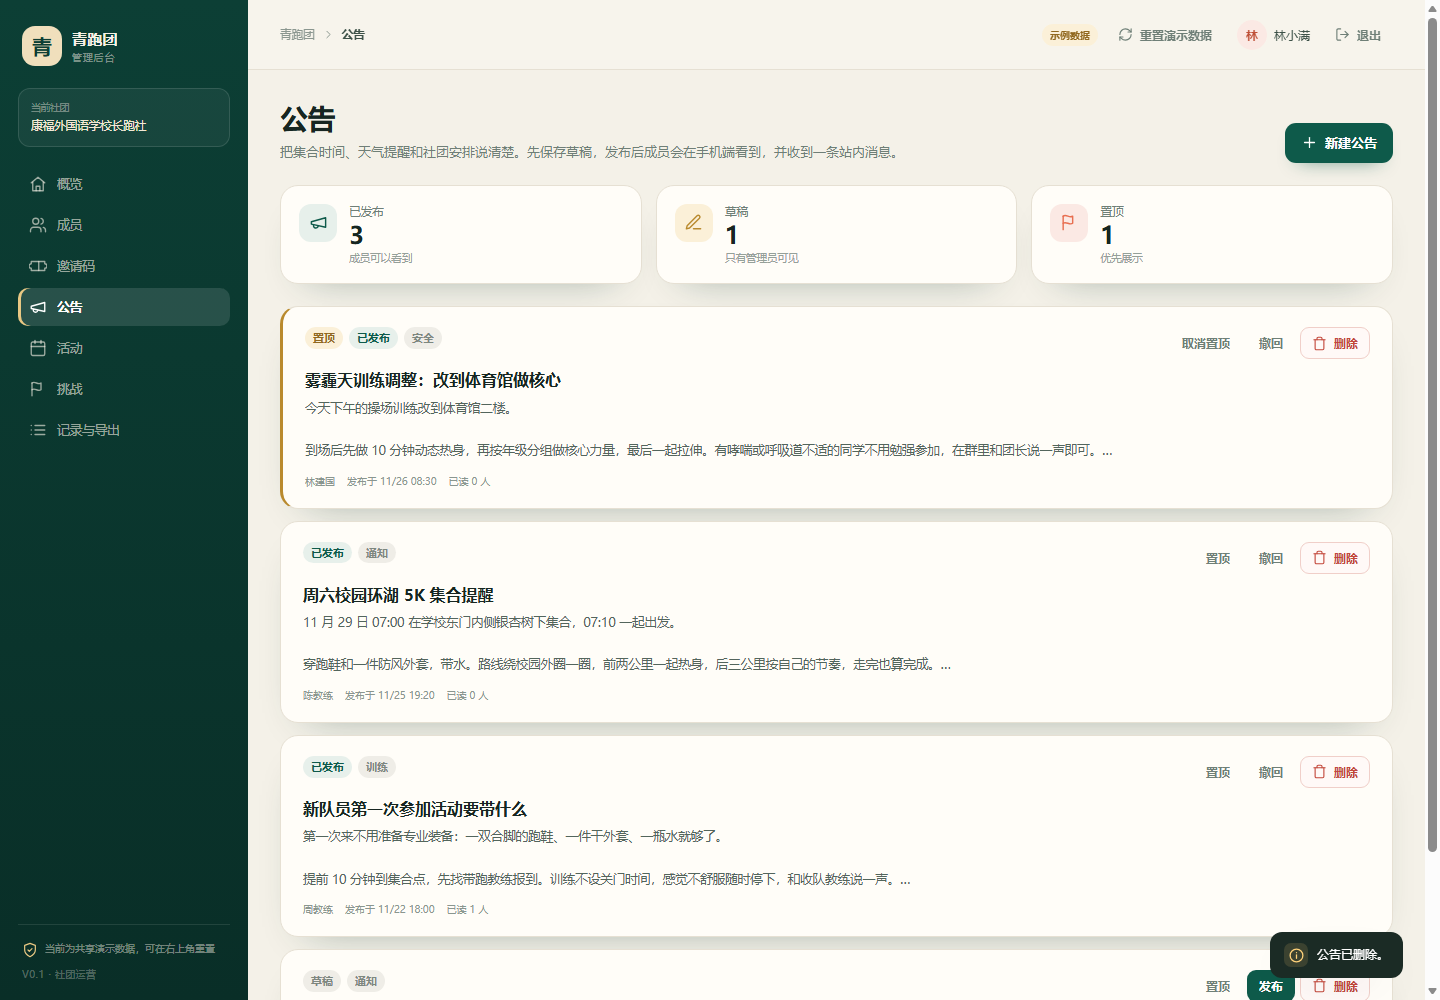 青
青跑团
管理后台
当前社团
康福外国语学校长跑社
概览
成员
邀请码
公告
活动
挑战
记录与导出
当前为共享演示数据，可在右上角重置
V0.1 · 社团运营
青跑团 > 公告
示例数据
重置演示数据
林
林小满
退出
公告
把集合时间、天气提醒和社团安排说清楚。先保存草稿，发布后成员会在手机端看到，并收到一条站内消息。
新建公告
已发布
3
成员可以看到
草稿
1
只有管理员可见
置顶
1
优先展示
置顶 已发布 安全
取消置顶 撤回 删除
雾霾天训练调整：改到体育馆做核心
今天下午的操场训练改到体育馆二楼。
到场后先做 10 分钟动态热身，再按年级分组做核心力量，最后一起拉伸。有哮喘或呼吸道不适的同学不用勉强参加，在群里和团长说一声即可。...
林建国 发布于 11/26 08:30 已读 0 人
已发布 通知
置顶 撤回 删除
周六校园环湖 5K 集合提醒
11 月 29 日 07:00 在学校东门内侧银杏树下集合，07:10 一起出发。
穿跑鞋和一件防风外套，带水。路线绕校园外圈一圈，前两公里一起热身，后三公里按自己的节奏，走完也算完成。...
陈教练 发布于 11/25 19:20 已读 0 人
已发布 训练
置顶 撤回 删除
新队员第一次参加活动要带什么
第一次来不用准备专业装备：一双合脚的跑鞋、一件干外套、一瓶水就够了。
提前 10 分钟到集合点，先找带跑教练报到。训练不设关门时间，感觉不舒服随时停下，和收队教练说一声。...
周教练 发布于 11/22 18:00 已读 1 人
草稿 通知
置顶 发布 删除
公告已删除。